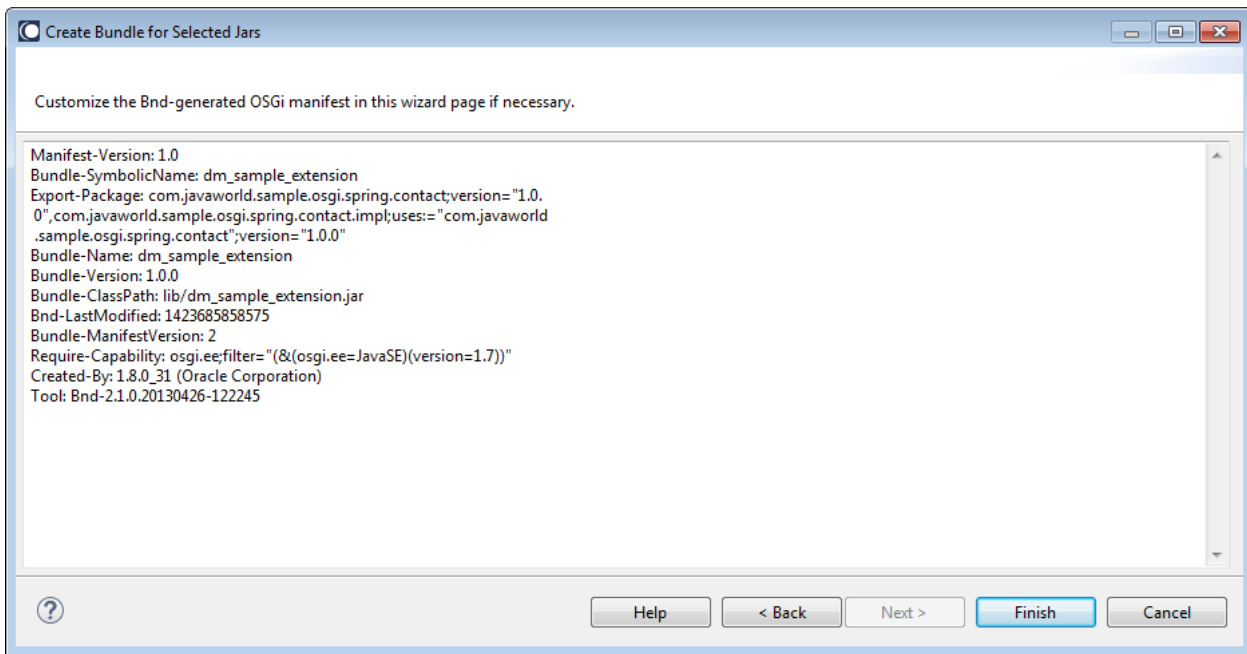 Create Bundle for Selected Jars
Customize the Bnd-generated OSGi manifest in this wizard page if necessary.
Manifest-Version: 1.0
Bundle-SymbolicName: dm_sample_extension
Export-Package: com.javaworld.sample.osgi.spring.contact;version="1.0.
0",com.javaworld.sample.osgi.spring.contact.impl;uses:="com.javaworld
.sample.osgi.spring.contact";version="1.0.0"
Bundle-Name: dm_sample_extension
Bundle-Version: 1.0.0
Bundle-ClassPath: lib/dm_sample_extension.jar
Bnd-LastModified: 1423685858575
Bundle-ManifestVersion: 2
Require-Capability: osgi.ee;filter="(&(osgi.ee=JavaSE)(version=1.7))"
Created-By: 1.8.0_31 (Oracle Corporation)
Tool: Bnd-2.1.0.20130426-122245
? Help < Back Next > Finish Cancel